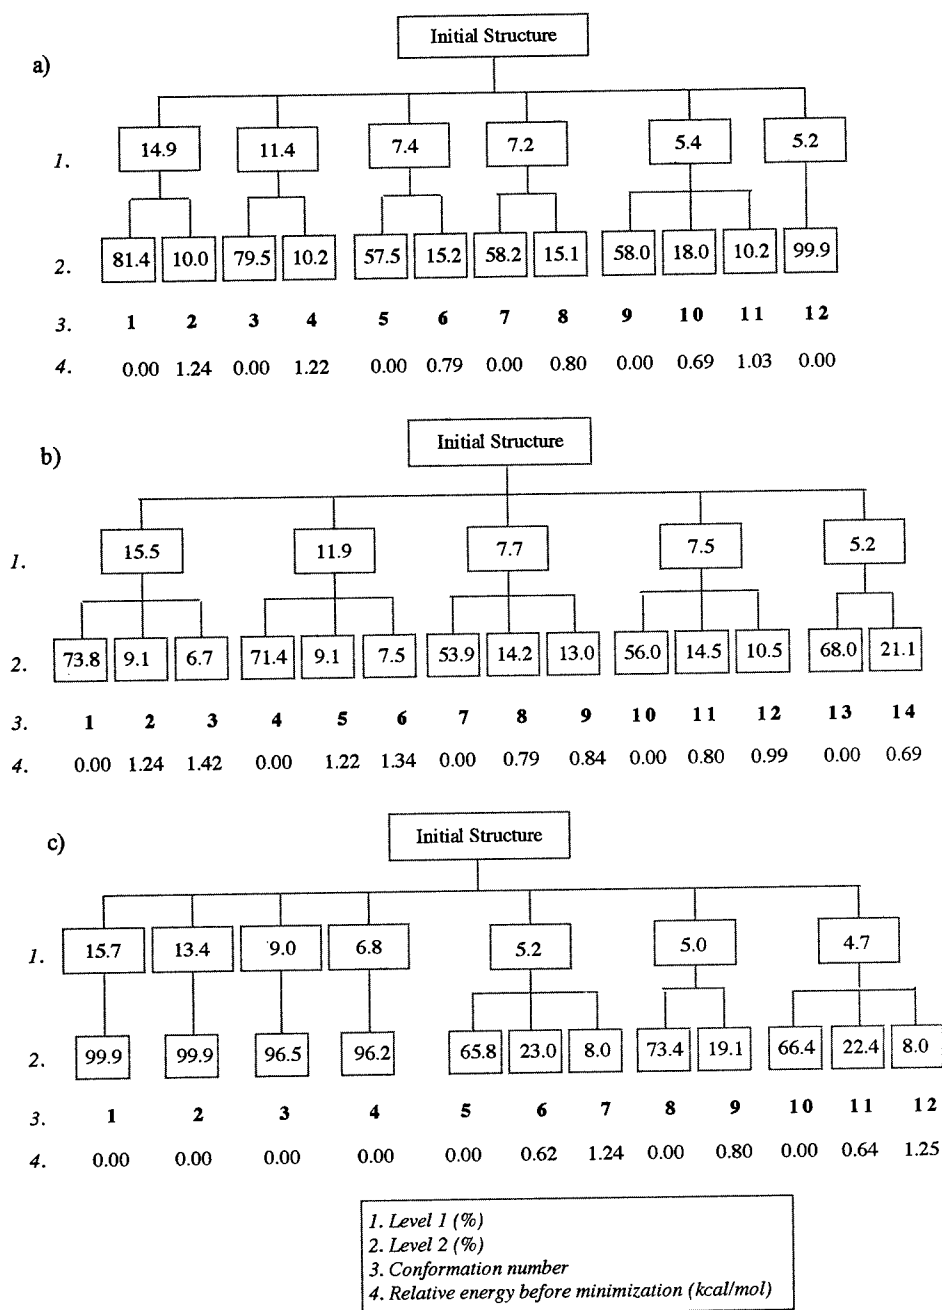 a)
Initial Structure
1. 14.9 11.4 7.4 7.2 5.4 5.2
2. 81.4 10.0 79.5 10.2 57.5 15.2 58.2 15.1 58.0 18.0 10.2 99.9
3. 1 2 3 4 5 6 7 8 9 10 11 12
4. 0.00 1.24 0.00 1.22 0.00 0.79 0.00 0.80 0.00 0.69 1.03 0.00
b)
Initial Structure
1. 15.5 11.9 7.7 7.5 5.2
2. 73.8 9.1 6.7 71.4 9.1 7.5 53.9 14.2 13.0 56.0 14.5 10.5 68.0 21.1
3. 1 2 3 4 5 6 7 8 9 10 11 12 13 14
4. 0.00 1.24 1.42 0.00 1.22 1.34 0.00 0.79 0.84 0.00 0.80 0.99 0.00 0.69
c)
Initial Structure
1. 15.7 13.4 9.0 6.8 5.2 5.0 4.7
2. 99.9 99.9 96.5 96.2 65.8 23.0 8.0 73.4 19.1 66.4 22.4 8.0
3. 1 2 3 4 5 6 7 8 9 10 11 12
4. 0.00 0.00 0.00 0.00 0.00 0.62 1.24 0.00 0.80 0.00 0.64 1.25
1. Level 1 (%)
2. Level 2 (%)
3. Conformation number
4. Relative energy before minimization (kcal/mol)